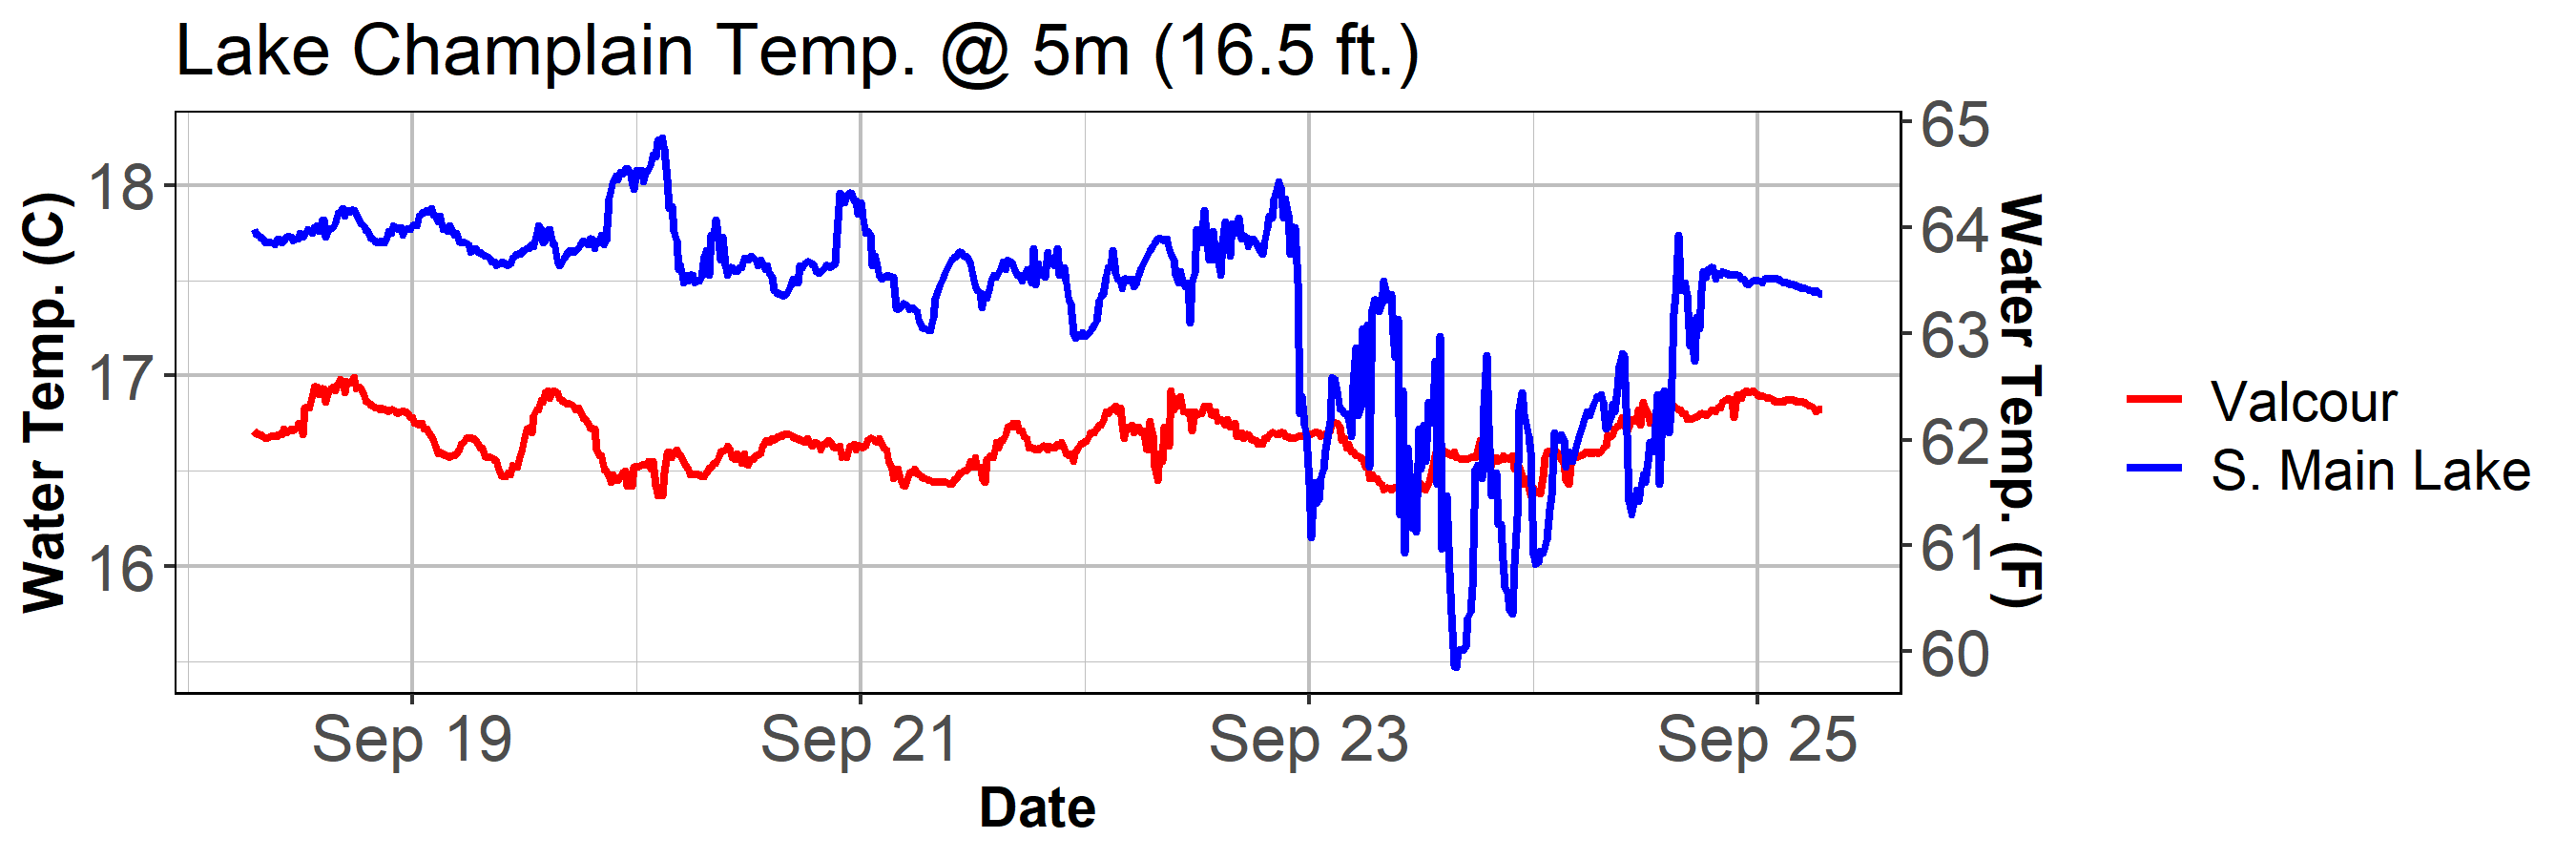 Lake Champlain Temp. @ 5m (16.5 ft.)
Water Temp. (C)
18
17
16
65
64
63
62
61
60
Water Temp. (F)
Sep 19
Sep 21
Sep 23
Sep 25
Date
Valcour
S. Main Lake